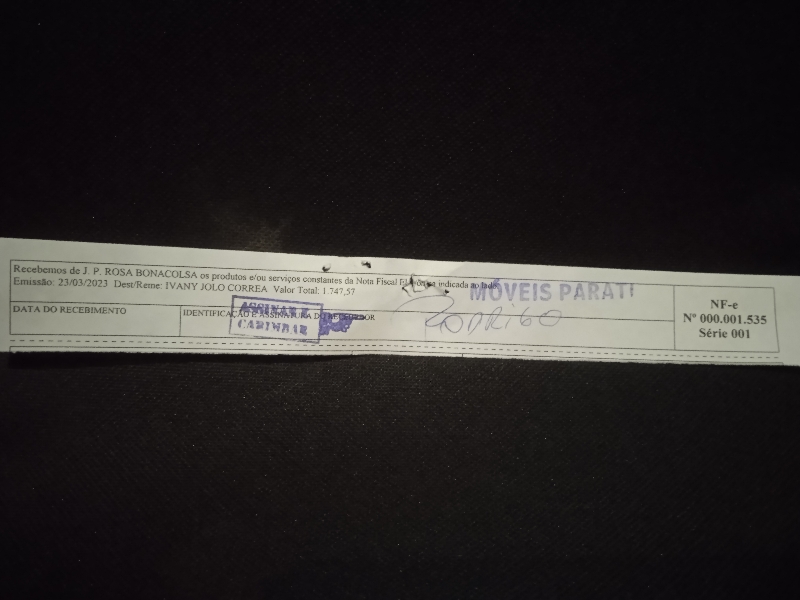 Recebemos de J. P. ROSA BONACOLSA os produtos e/ou serviços constantes da Nota Fiscal Eletrônica indicada ao lado
Emissão: 23/03/2023 Dest/Reme: IVANY JOLO CORREA Valor Total: 1.747,57
MÓVEIS PARATI
NF-e
Nº 000.001.535
Série 001
DATA DO RECEBIMENTO
IDENTIFICAÇÃO E ASSINATURA DO RECEBEDOR
ASSINAR E
CARIMBAR
RODRIGO